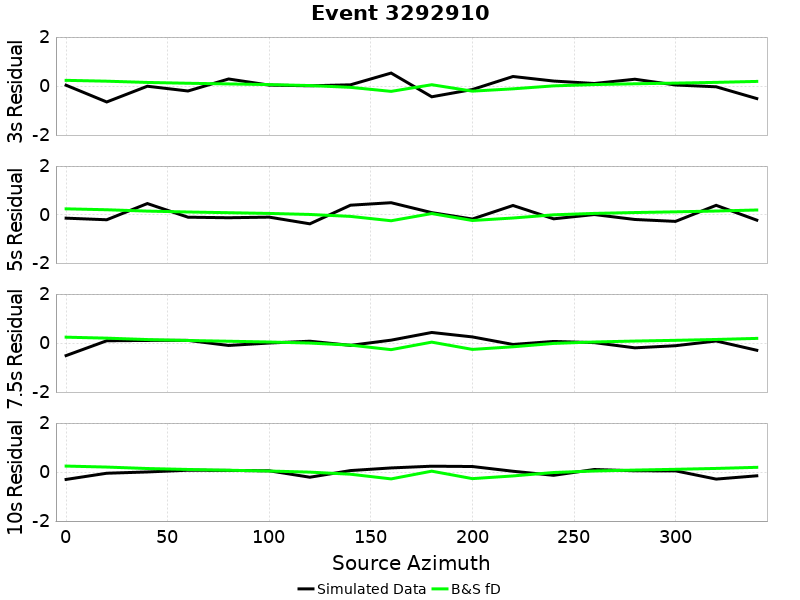 Event 3292910
3s Residual
2
0
-2
5s Residual
2
0
-2
7.5s Residual
2
0
-2
10s Residual
2
0
-2
0 50 100 150 200 250 300
Source Azimuth
Simulated Data B&S fD